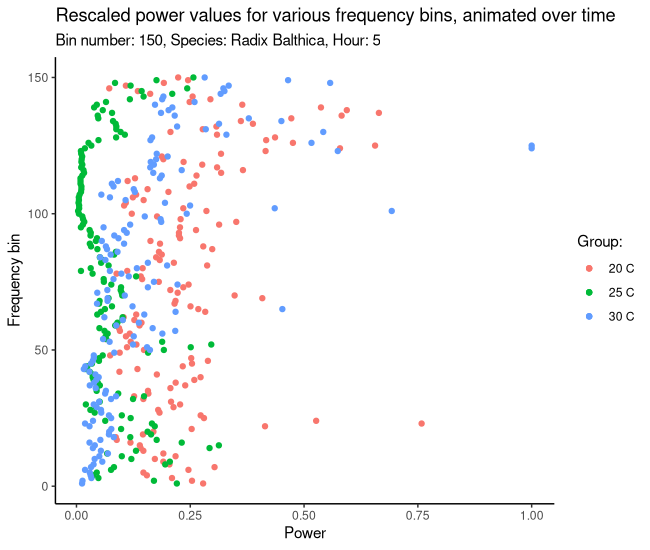 Rescaled power values for various frequency bins, animated over time
Bin number: 150, Species: Radix Balthica, Hour: 5
150
100
50
0
Frequency bin
0.00 0.25 0.50 0.75 1.00
Power
Group:
20 C
25 C
30 C